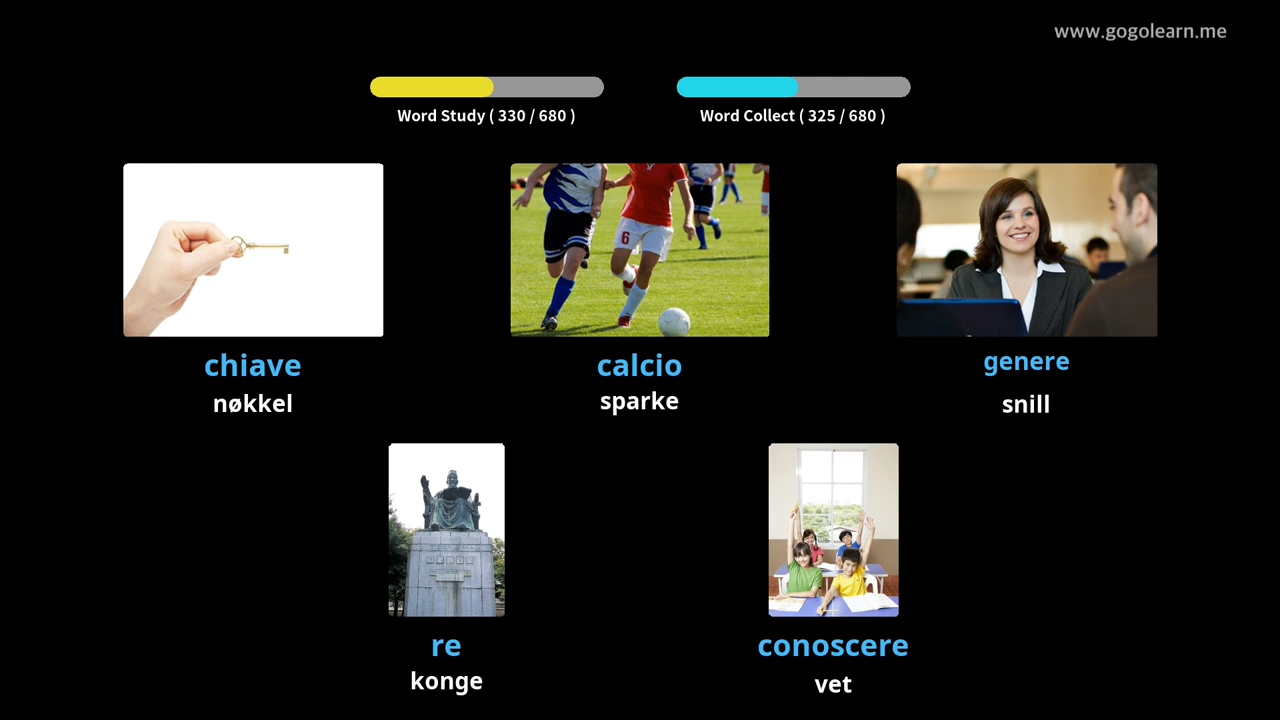 www.gogolearn.me
Word Study ( 330 / 680 )
Word Collect ( 325 / 680 )
chiave
nøkkel
calcio
sparke
6
genere
snill
re
konge
conoscere
vet